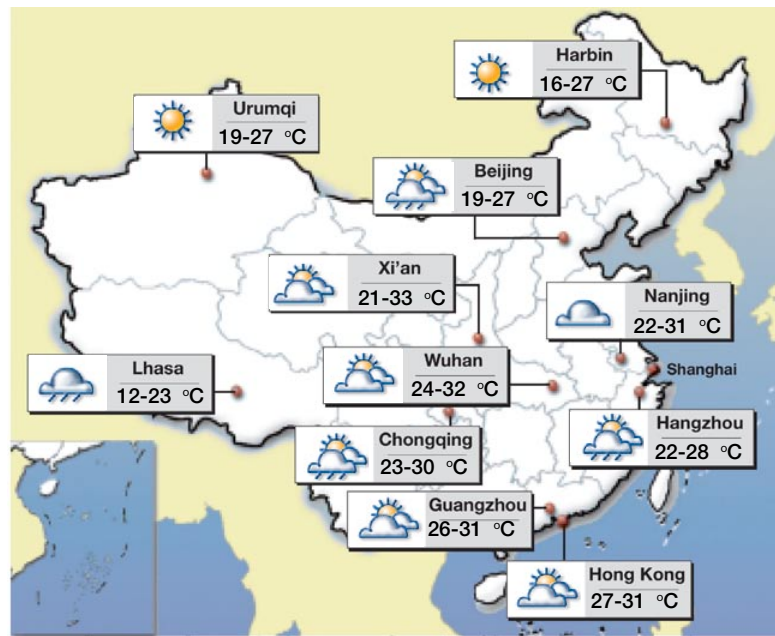 Harbin
16-27 °C
Urumqi
19-27 °C
Beijing
19-27 °C
Xi'an
21-33 °C
Nanjing
22-31 °C
Wuhan
24-32 °C
Shanghai
Lhasa
12-23 °C
Hangzhou
22-28 °C
Chongqing
23-30 °C
Guangzhou
26-31 °C
Hong Kong
27-31 °C